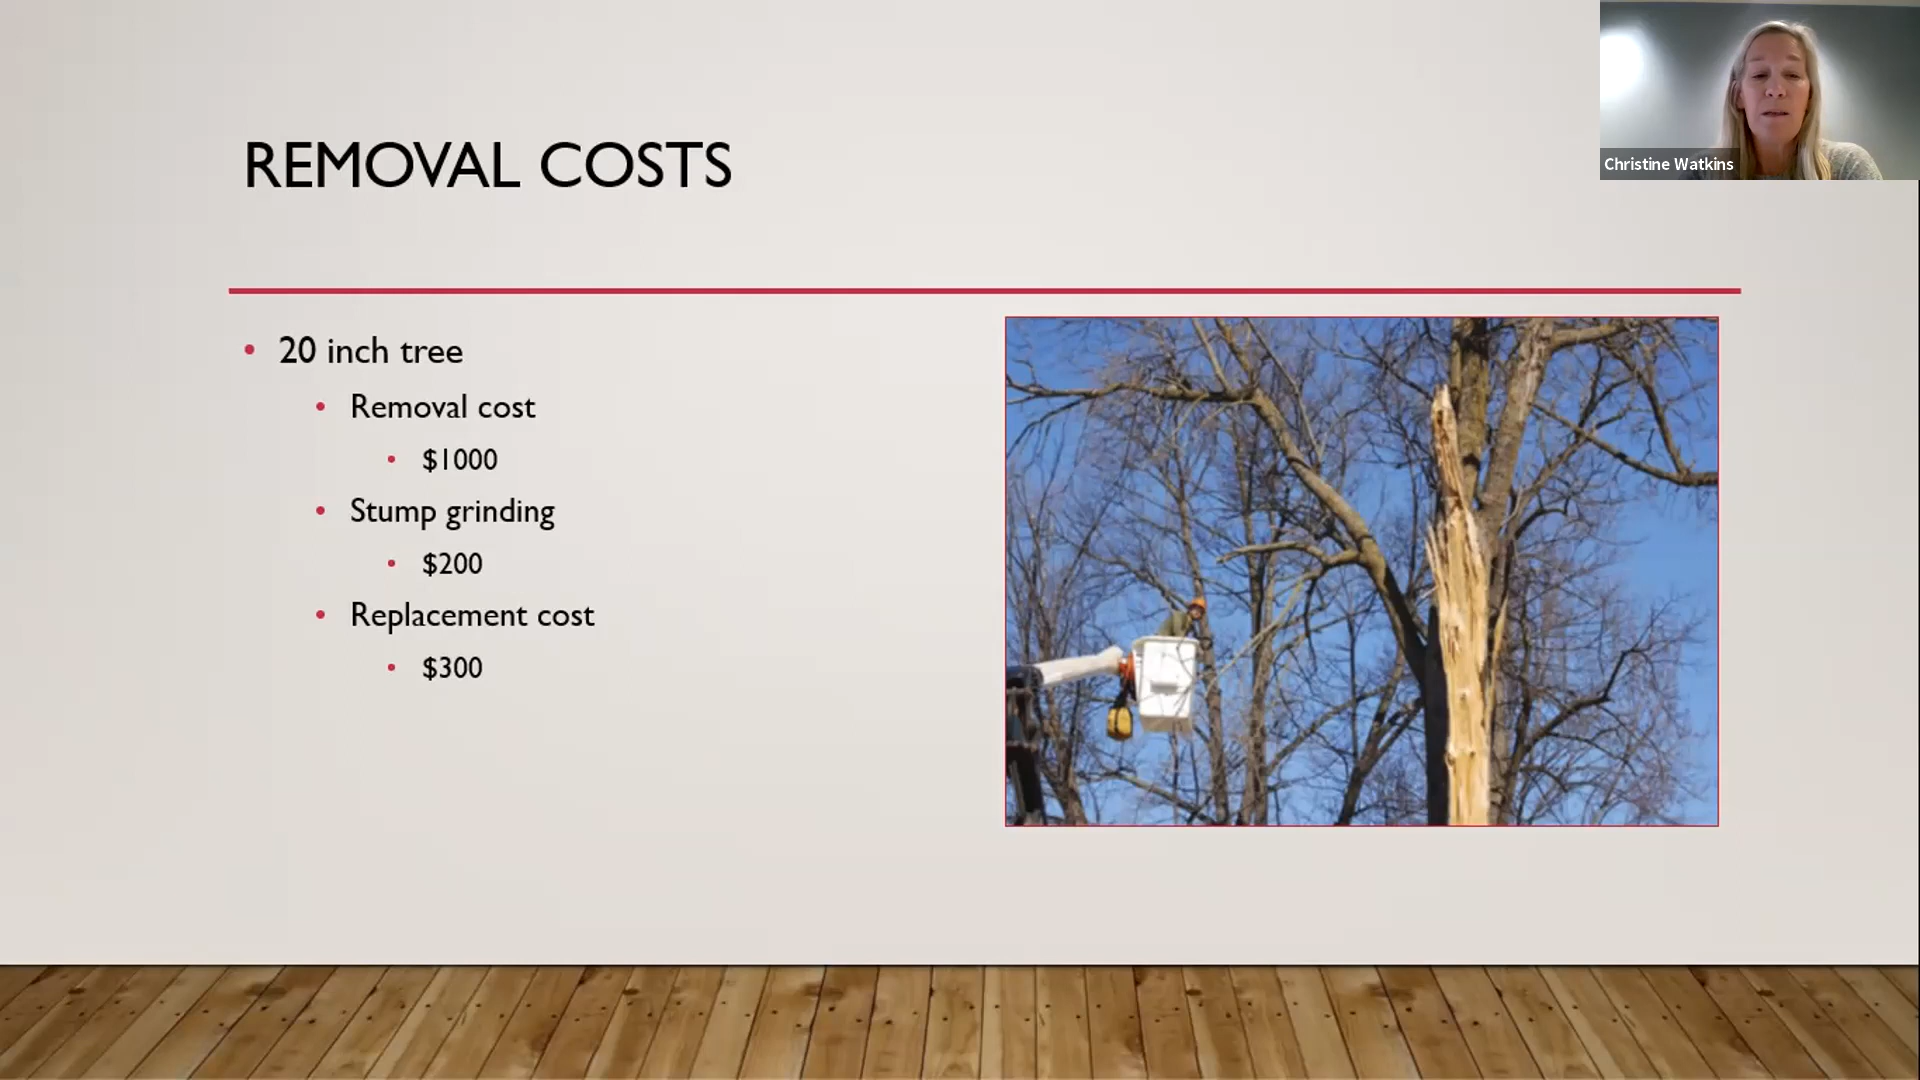 REMOVAL COSTS
Christine Watkins
• 20 inch tree
• Removal cost
• $1000
• Stump grinding
• $200
• Replacement cost
• $300